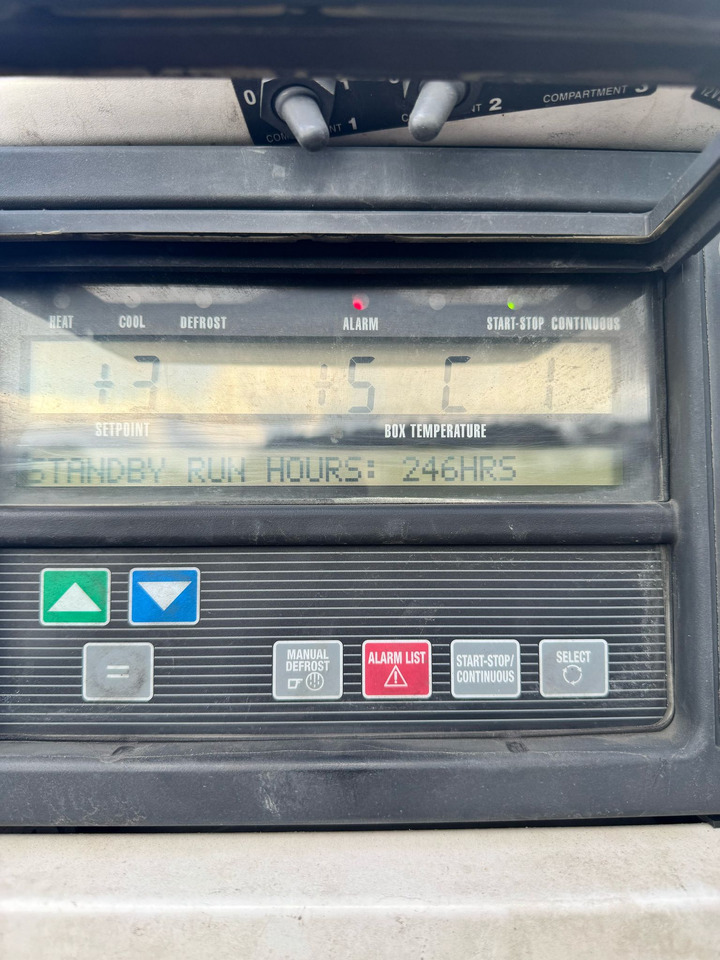 0 1
COMPARTMENT 1
2
COMPARTMENT 3
HEAT COOL DEFROST ALARM START-STOP CONTINUOUS
+3 +5 C 1
SETPOINT BOX TEMPERATURE
STANDBY RUN HOURS: 246HRS
MANUAL
DEFROST
ALARM LIST
START-STOP/
CONTINUOUS
SELECT
=